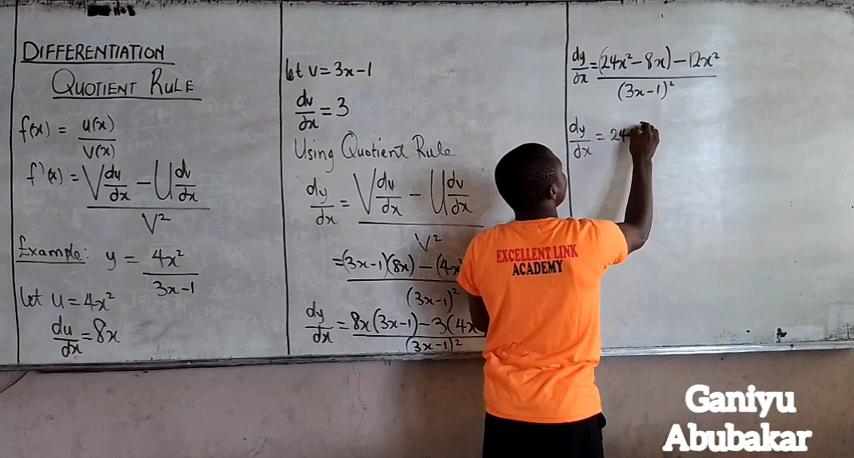 DIFFERENTIATION
QUOTIENT RULE
f(x) = u(x)/v(x)
f'(x) = (V du/dx − U dv/dx)/V²
Example: y = 4x²/(3x−1)
let u = 4x²
du/dx = 8x
let v = 3x−1
dv/dx = 3
Using Quotient Rule
dy/dx = (V du/dx − U dv/dx)/V²
= (3x−1)(8x) − (4x²/(3x−1)²
dy/dx = 8x(3x−1) − 3(4x/(3x−1)²
dy/dx = (24x² − 8x) − 12x²/(3x−1)²
dy/dx = 24
EXCELLENT LINK
ACADEMY
Ganiyu
Abubakar